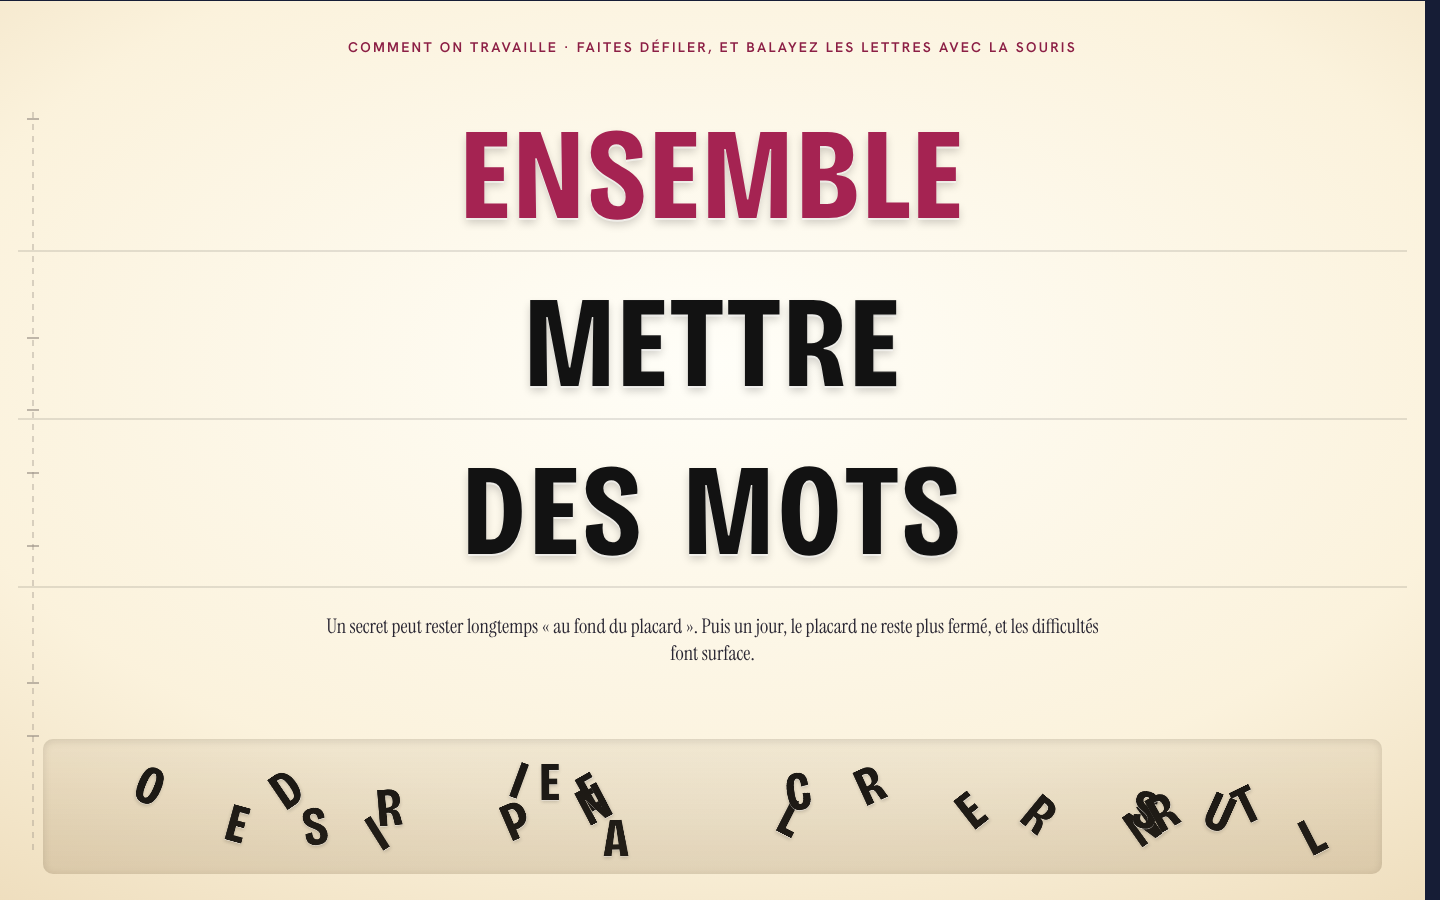 COMMENT ON TRAVAILLE · FAITES DÉFILER, ET BALAYEZ LES LETTRES AVEC LA SOURIS
ENSEMBLE
METTRE
DES MOTS
Un secret peut rester longtemps « au fond du placard ». Puis un jour, le placard ne reste plus fermé, et les difficultés
font surface.
O E D S I R P I E E N A L C R E R N S R U T L